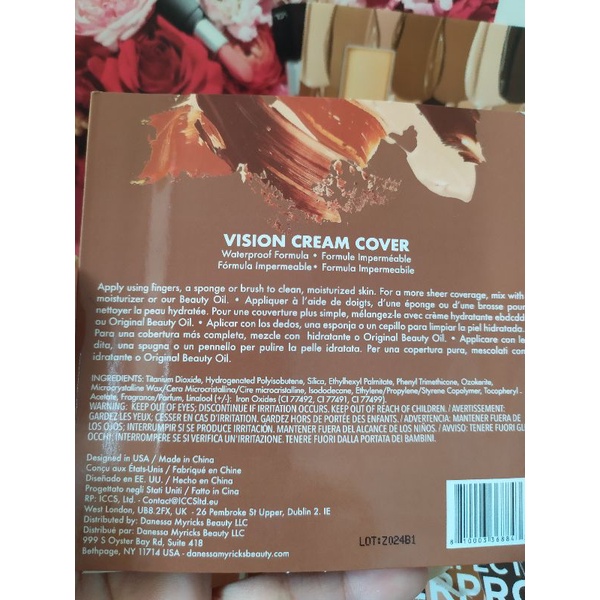 VISION CREAM COVER
Waterproof Formula • Formule Imperméable
Fórmula Impermeable • Formula Impermeabile
Apply using fingers, a sponge or brush to clean, moisturized skin. For a more sheer coverage, mix with
moisturizer or our Beauty Oil. • Appliquer à l'aide de doigts, d'éponge ou d'une brosse pour
nettoyer la peau hydratée. Pour une couverture plus simple, mélangez-le avec crème hydratante ebdcdd
ou Original Beauty Oil. • Aplicar con los dedos, una esponja o un cepillo para limpiar la piel hidratada.
Para una cobertura más completa, mezcle con hidratante o Original Beauty Oil. • Applicare con le
dita, una spugna o un pennello per pulire la pelle idratata. Per una copertura pura, mescolati con
idratante o Original Beauty Oil.
INGREDIENTS: Titanium Dioxide, Hydrogenated Polyisobutene, Silica, Ethylhexyl Palmitate, Phenyl Trimethicone, Ozokerite,
Microcrystalline Wax/Cera Microcristallina/Cire microcristalline, Isododecane, Ethylene/Propylene/Styrene Copolymer, Tocopheryl
Acetate, Fragrance/Parfum, Linalool (+/-): Iron Oxides (CI 77492, CI 77491, CI 77499).
WARNING: KEEP OUT OF EYES; DISCONTINUE IF IRRITATION OCCURS. KEEP OUT OF REACH OF CHILDREN. / AVERTISSEMENT:
GARDEZ-LES YEUX; CESSER EN CAS D'IRRITATION. GARDEZ HORS DE PORTÉE DES ENFANTS. / ADVERTENCIA: MANTENER FUERA DE
LOS OJOS; INTERRUMPIR SI SE PRODUCE IRRITACIÓN. MANTENER FUERA DEL ALCANCE DE LOS NIÑOS. / AVVISO: TENERE FUORI GLI
OCCHI; INTERROMPERE SE SI VERIFICA UN'IRRITAZIONE. TENERE FUORI DALLA PORTATA DEI BAMBINI.
Designed in USA / Made in China
Conçu aux États-Unis / Fabriqué en Chine
Diseñado en EE. UU. / Hecho en China
Progettato negli Stati Uniti / Fatto in Cina
RP: ICCS, Ltd. - Contact@ICCSltd.eu
West London, UB8.2FX, UK - 26 Pembroke St Upper, Dublin 2. IE
Distributed by: Danessa Myricks Beauty LLC
Distribué par: Danessa Myricks Beauty LLC
999 S Oyster Bay Rd, Suite 418
Bethpage, NY 11714 USA - danessamyricksbeauty.com
LOT:2024B1